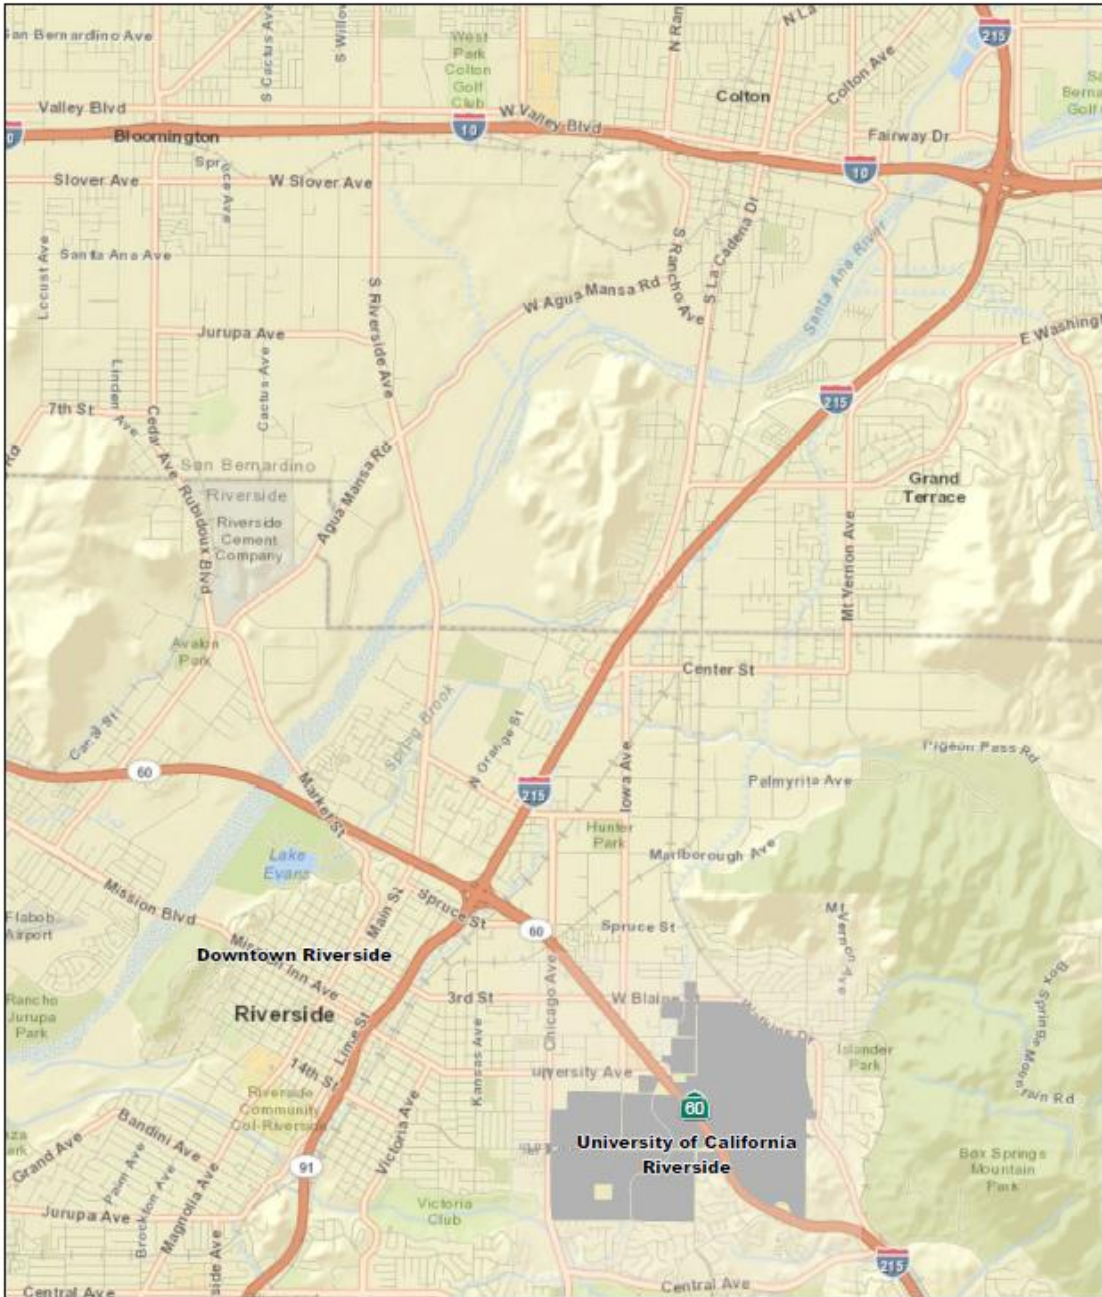 San Bernardino Ave
S Cactus Ave
S Willow
West
Park
Colton
Golf
Club
N Ran
N La
215
Colton Ave
Colton
Valley Blvd
W Valley Blvd
Bloomington
10
Fairway Dr
10
Slover Ave
W Slover Ave
Santa Ana Ave
Locust Ave
S Riverside Ave
W Agua Mansa Rd
S Rancho Ave
S La Cadena Dr
Santa Ana River
E Washing
Jurupa Ave
Linden Ave
Cactus Ave
7th St
Cedar Ave
215
Rd
San Bernardino
Riverside
Riverside
Cement
Company
Rubidoux Blvd
Agua Mansa Rd
Grand
Terrace
Mt Vernon Ave
Avalon
Park
Center St
Canal St
Spring Brook
N Orange St
Iowa Ave
Pigeon Pass Rd
60
Palmyrita Ave
Market St
215
Hunter
Park
Marlborough Ave
Lake
Evans
Mission Blvd
Main St
Spruce St
60
Spruce St
Mt Vernon Ave
Flabob
Airport
Downtown Riverside
Mission Inn Ave
Riverside
3rd St
Chicago Ave
W Blaine St
Watkins Dr
Box Springs Mountain Rd
Rancho
Jurupa
Park
Lime St
14th St
Kansas Ave
Islander
Park
60
Riverside
Community
Col-Riverside
Victoria Ave
University of California
Riverside
Grand Ave
Bandini Ave
Palm Ave
Brockton Ave
Magnolia Ave
91
Box Springs
Mountain
Park
Victoria
Club
Jurupa Ave
side Ave
215
Central Ave
Central Ave